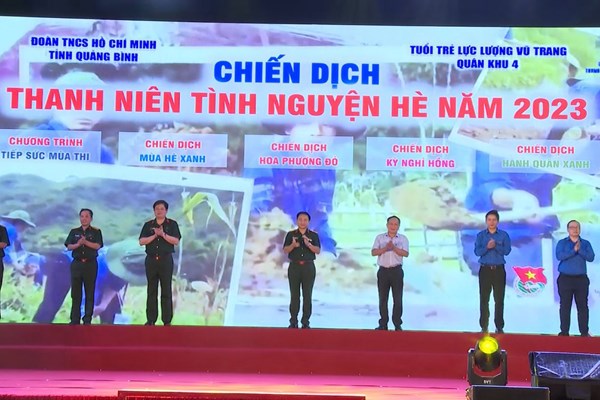 ĐOÀN TNCS HỒ CHÍ MINH
TỈNH QUẢNG BÌNH
TUỔI TRẺ LỰC LƯỢNG VŨ TRANG
QUÂN KHU 4
CHIẾN DỊCH
THANH NIÊN TÌNH NGUYỆN HÈ NĂM 2023
CHƯƠNG TRÌNH
TIẾP SỨC MÙA THI
CHIẾN DỊCH
MÙA HÈ XANH
CHIẾN DỊCH
HOA PHƯỢNG ĐỎ
CHIẾN DỊCH
KỲ NGHỈ HỒNG
CHIẾN DỊCH
HÀNH QUÂN XANH